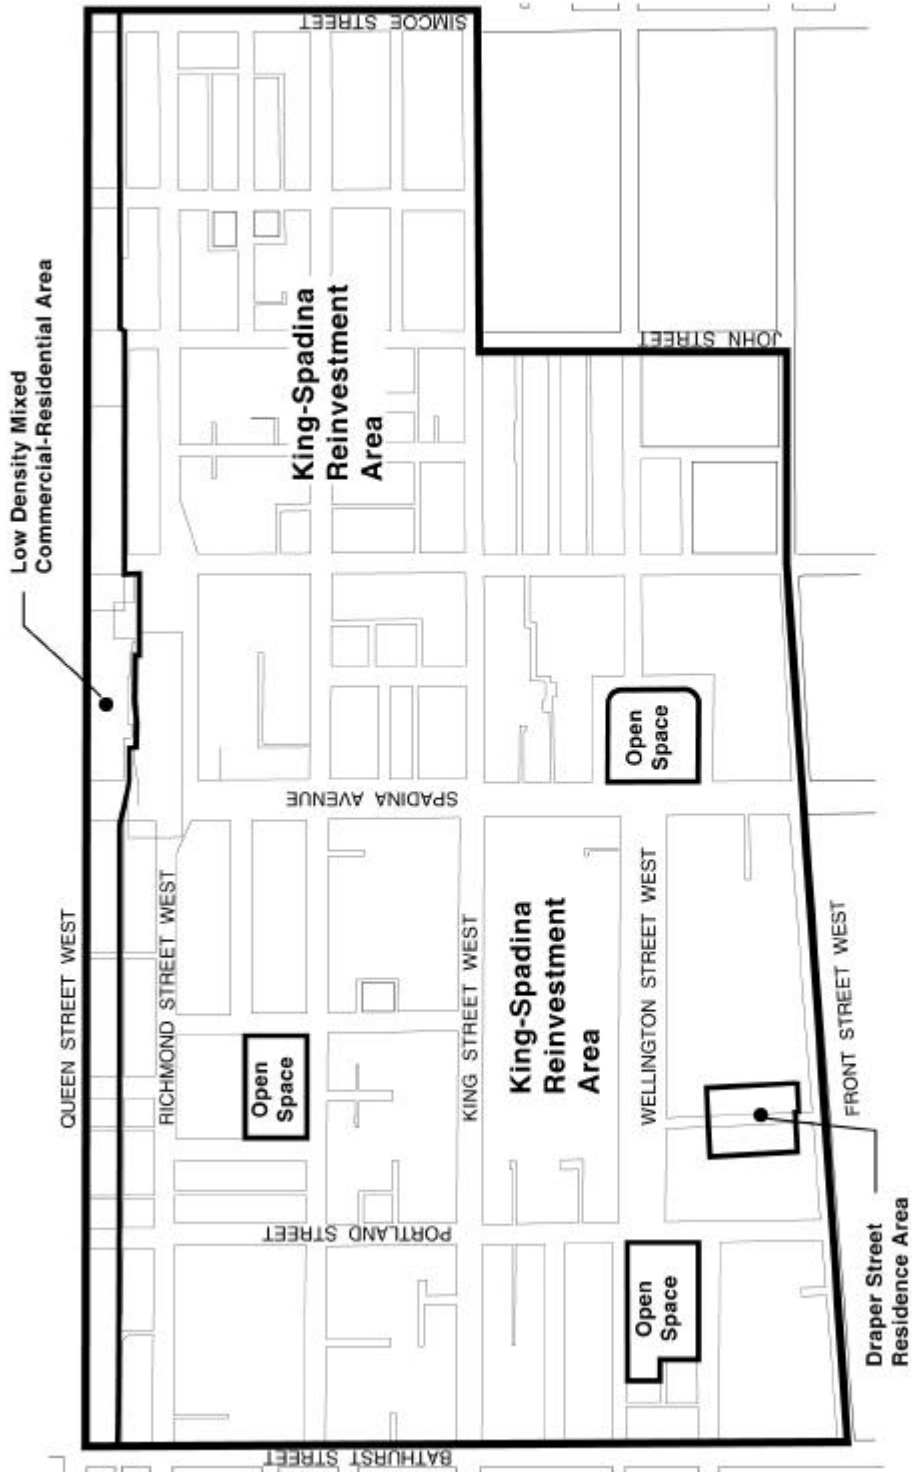 Low Density Mixed
Commercial-Residential Area
QUEEN STREET WEST
RICHMOND STREET WEST
BATHURST STREET
PORTLAND STREET
SPADINA AVENUE
SIMCOE STREET
King-Spadina
Reinvestment
Area
Open
Space
KING STREET WEST
King-Spadina
Reinvestment
Area
JOHN STREET
Open
Space
WELLINGTON STREET WEST
Open
Space
FRONT STREET WEST
Draper Street
Residence Area